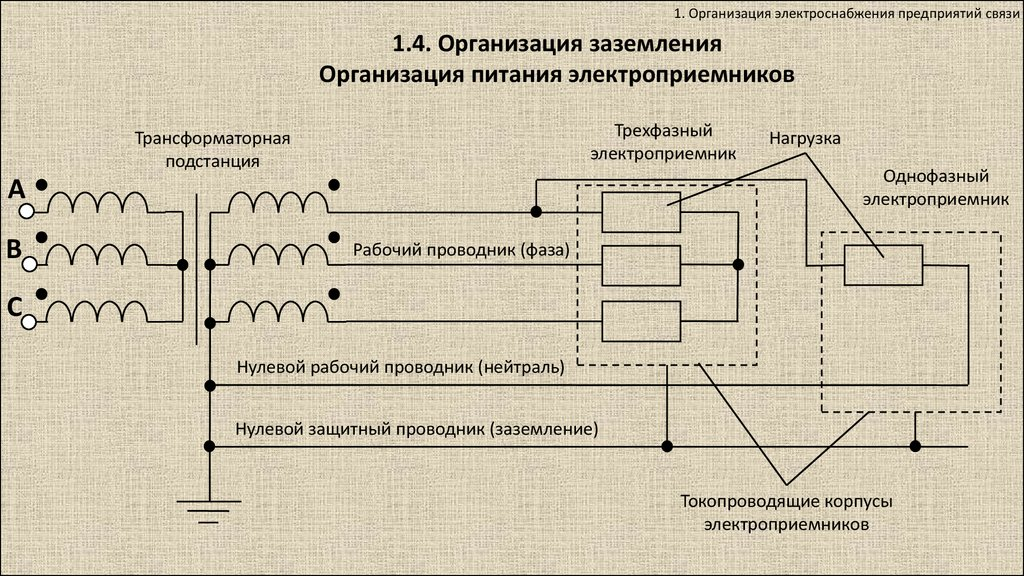 1. Организация электроснабжения предприятий связи
1.4. Организация заземления
Организация питания электроприемников
Трансформаторная
подстанция
Трехфазный
электроприемник
Нагрузка
Однофазный
электроприемник
A
B
C
Рабочий проводник (фаза)
Нулевой рабочий проводник (нейтраль)
Нулевой защитный проводник (заземление)
Токопроводящие корпусы
электроприемников